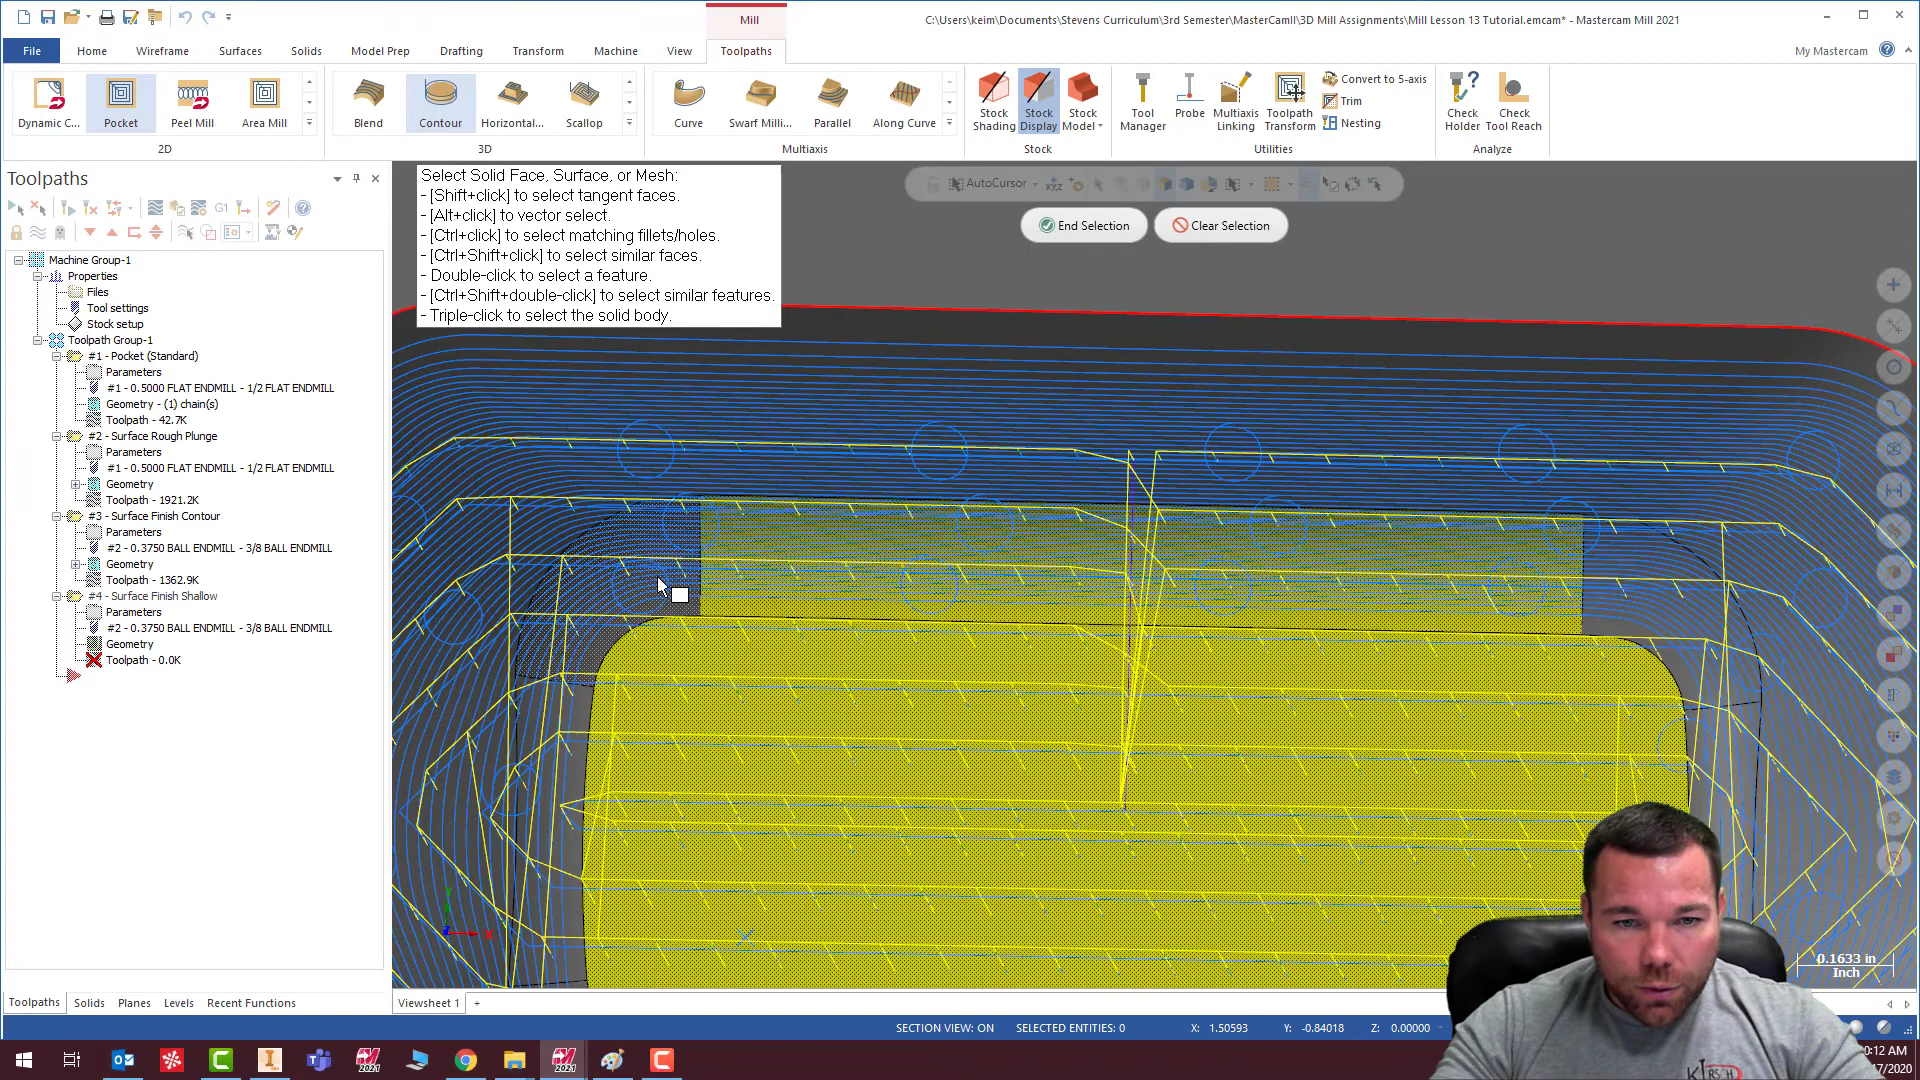 C:\Users\keim\Documents\Stevens Curriculum\3rd Semester\MasterCamII\3D Mill Assignments\Mill Lesson 13 Tutorial.emcam* - Mastercam Mill 2021
Mill
File Home Wireframe Surfaces Solids Model Prep Drafting Transform Machine View Toolpaths My Mastercam
Dynamic C... Pocket Peel Mill Area Mill
2D
Blend Contour Horizontal... Scallop
3D
Curve Swarf Milli... Parallel Along Curve
Multiaxis
Stock Shading Stock Display Stock Model
Stock
Tool Manager Probe Multiaxis Linking Toolpath Transform Convert to 5-axis
Trim
Nesting
Utilities
Check Holder Check Tool Reach
Analyze
Toolpaths
G1
Machine Group-1
Properties
Files
Tool settings
Stock setup
Toolpath Group-1
#1 - Pocket (Standard)
Parameters
#1 - 0.5000 FLAT ENDMILL - 1/2 FLAT ENDMILL
Geometry - (1) chain(s)
Toolpath - 42.7K
#2 - Surface Rough Plunge
Parameters
#1 - 0.5000 FLAT ENDMILL - 1/2 FLAT ENDMILL
Geometry
Toolpath - 1921.2K
#3 - Surface Finish Contour
Parameters
#2 - 0.3750 BALL ENDMILL - 3/8 BALL ENDMILL
Geometry
Toolpath - 1362.9K
#4 - Surface Finish Shallow
Parameters
#2 - 0.3750 BALL ENDMILL - 3/8 BALL ENDMILL
Geometry
Toolpath - 0.0K
Select Solid Face, Surface, or Mesh:
- [Shift+click] to select tangent faces.
- [Alt+click] to vector select.
- [Ctrl+click] to select matching fillets/holes.
- [Ctrl+Shift+click] to select similar faces.
- Double-click to select a feature.
- [Ctrl+Shift+double-click] to select similar features.
- Triple-click to select the solid body.
AutoCursor
End Selection Clear Selection
0.1633 in
Inch
Toolpaths Solids Planes Levels Recent Functions
Viewsheet 1 +
SECTION VIEW: ON SELECTED ENTITIES: 0 X: 1.50593 Y: -0.84018 Z: 0.00000
2021
2021
0:12 AM
17/2020